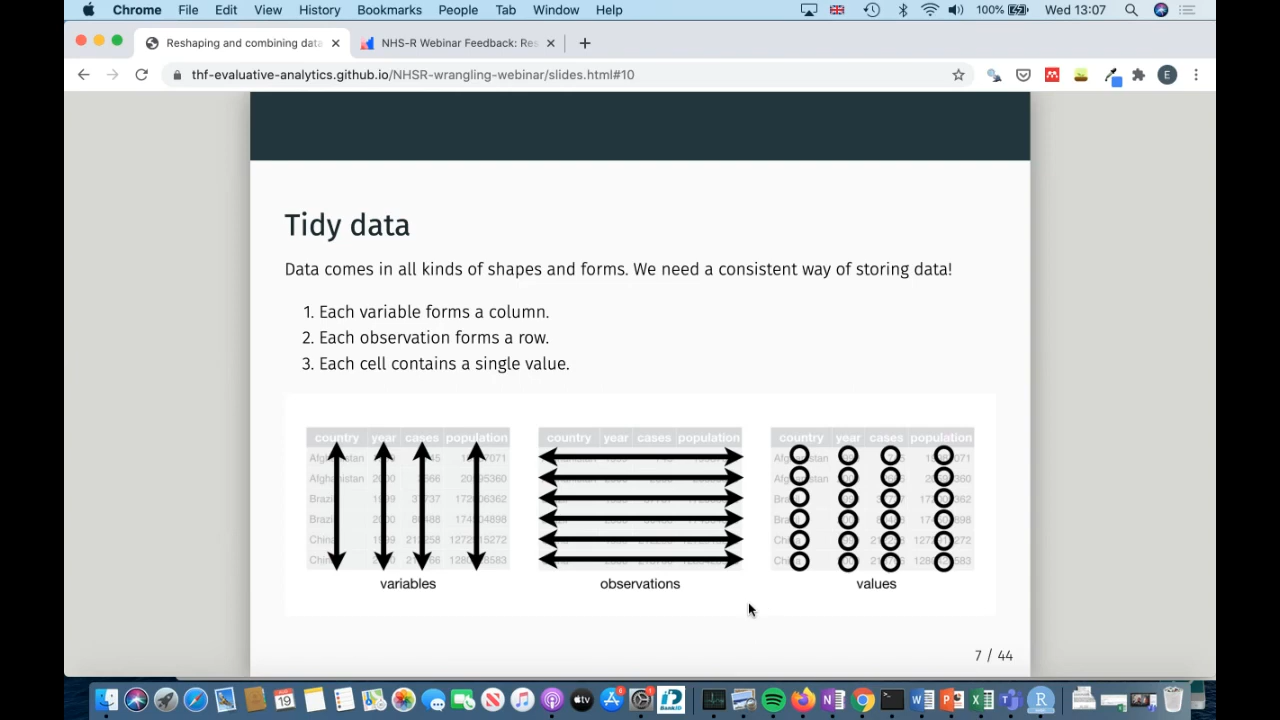 Chrome File Edit View History Bookmarks People Tab Window Help 100% Wed 13:07
Reshaping and combining data
NHS-R Webinar Feedback: Res
thf-evaluative-analytics.github.io/NHSR-wrangling-webinar/slides.html#10
E
Tidy data
Data comes in all kinds of shapes and forms. We need a consistent way of storing data!
1. Each variable forms a column.
2. Each observation forms a row.
3. Each cell contains a single value.
country year cases population
country year cases population
country year cases population
variables
observations
values
7 / 44